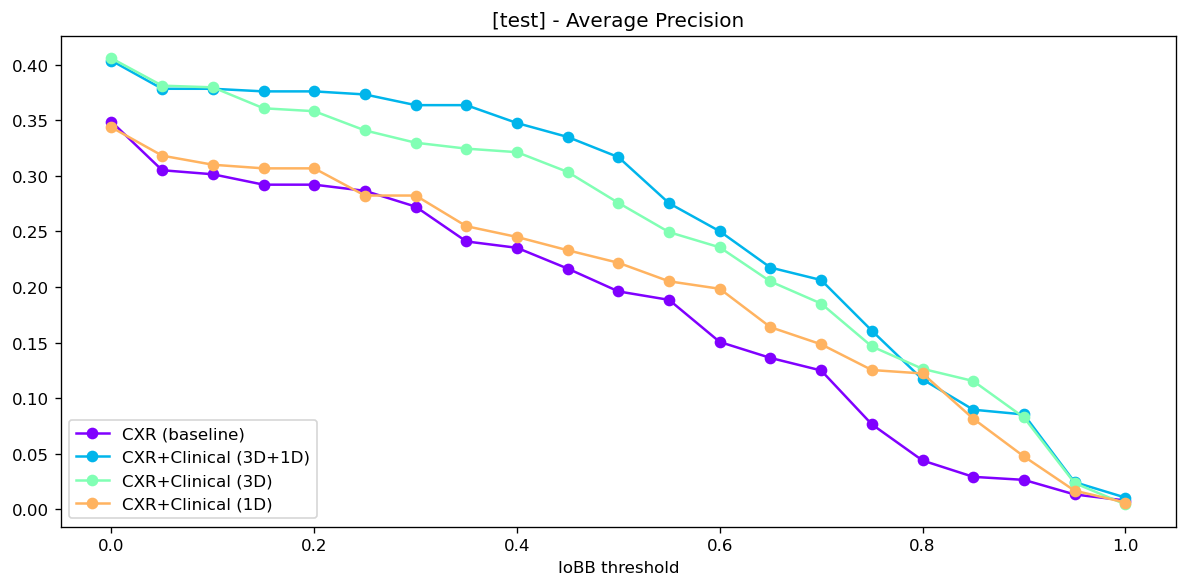 [test] - Average Precision
0.40
0.35
0.30
0.25
0.20
0.15
0.10
0.05
0.00
CXR (baseline)
CXR+Clinical (3D+1D)
CXR+Clinical (3D)
CXR+Clinical (1D)
0.0 0.2 0.4 0.6 0.8 1.0
IoBB threshold